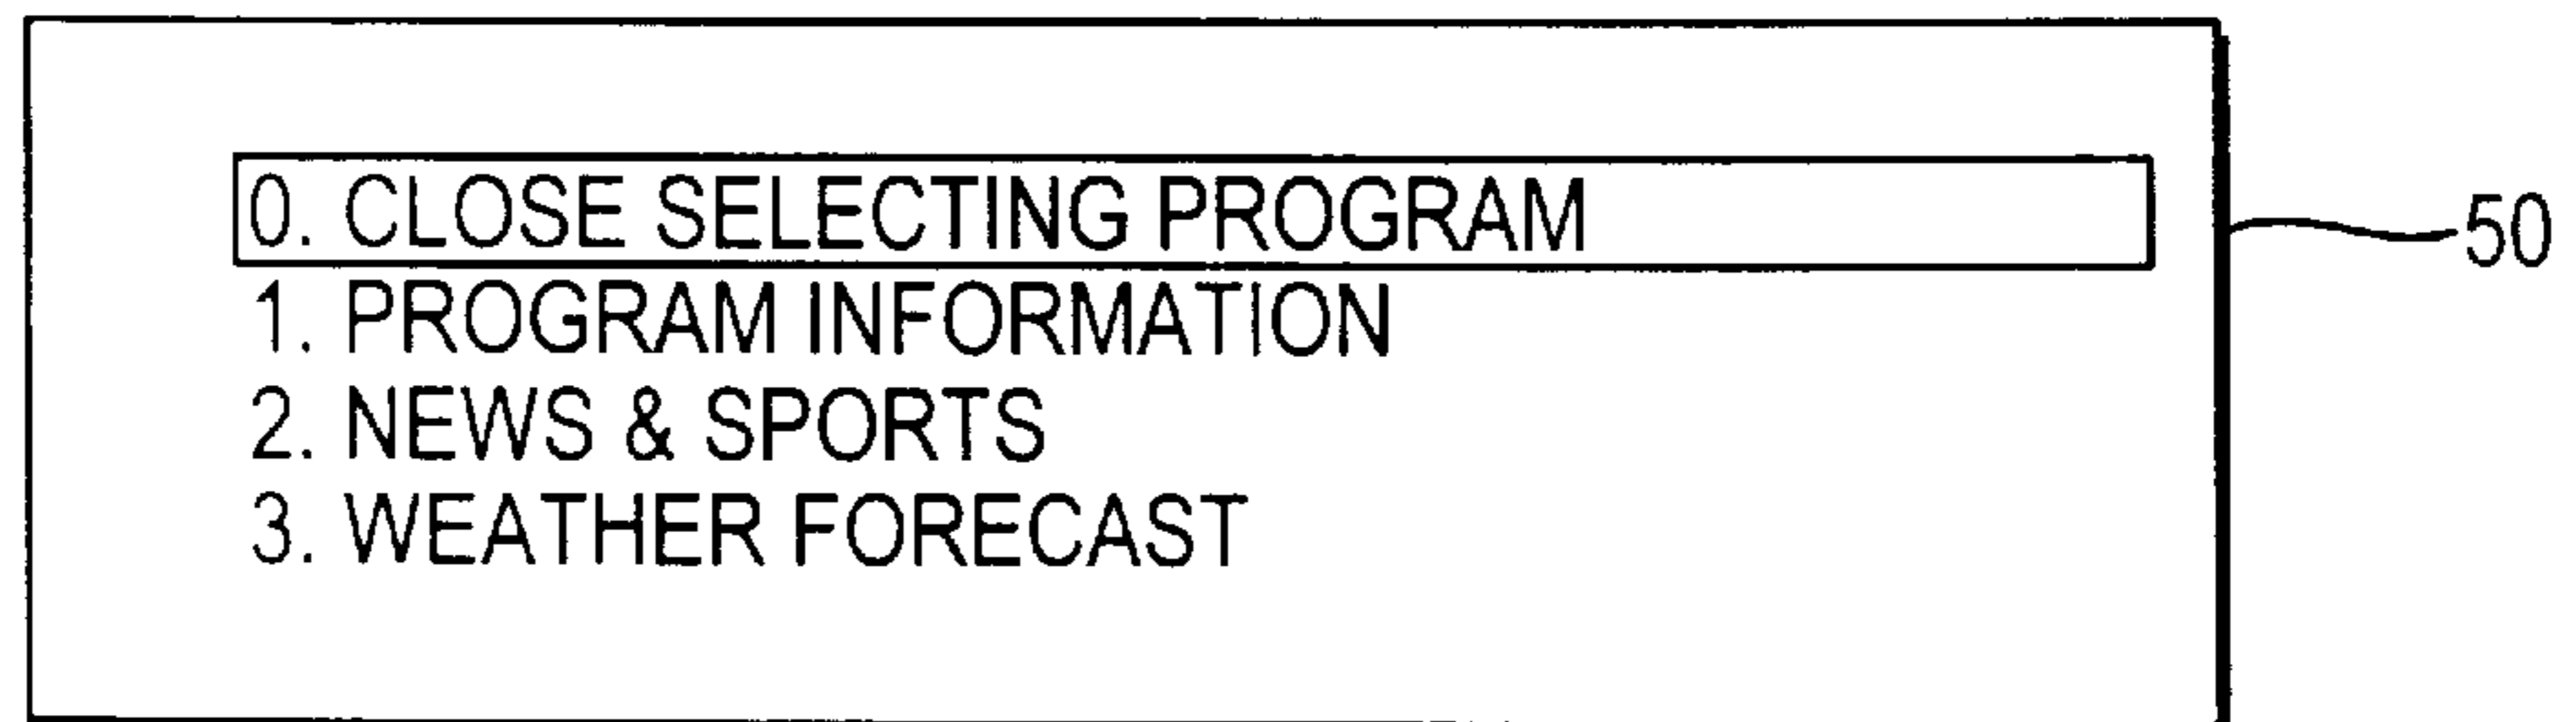 0. CLOSE SELECTING PROGRAM
50
1. PROGRAM INFORMATION
2. NEWS & SPORTS
3. WEATHER FORECAST